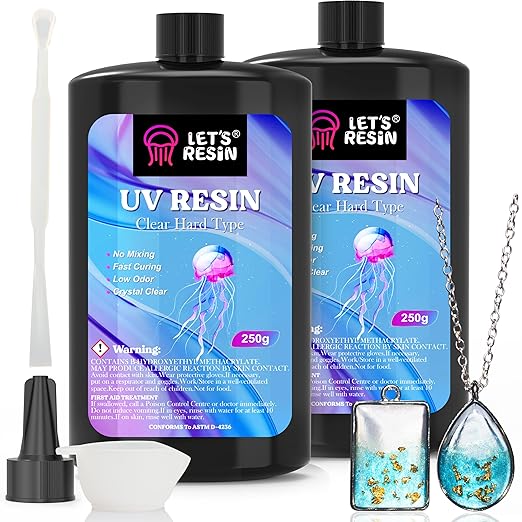 LET'S®
RESIN
UV RESIN
Clear Hard Type
• No Mixing
• Fast Curing
• Low Odor
• Crystal Clear
250g
Warning:
CONTAINS 2-HYDROXYETHYL METHACRYLATE.
MAY PRODUCE ALLERGIC REACTION BY SKIN CONTACT.
Avoid contact with skin. Wear protective gloves. If necessary,
put on a respirator and goggles. Work/Store in a well-ventilated
space. Keep out of reach of children. Not for food.
FIRST AID TREATMENT
If swallowed, call a Poison Control Centre or doctor immediately.
Do not induce vomiting. If in eyes, rinse with water for at least 10
minutes. If on skin, rinse well with water.
CONFORMS To ASTM D-4236
LET'S®
RESIN
UV RESIN
Hard Type
250g